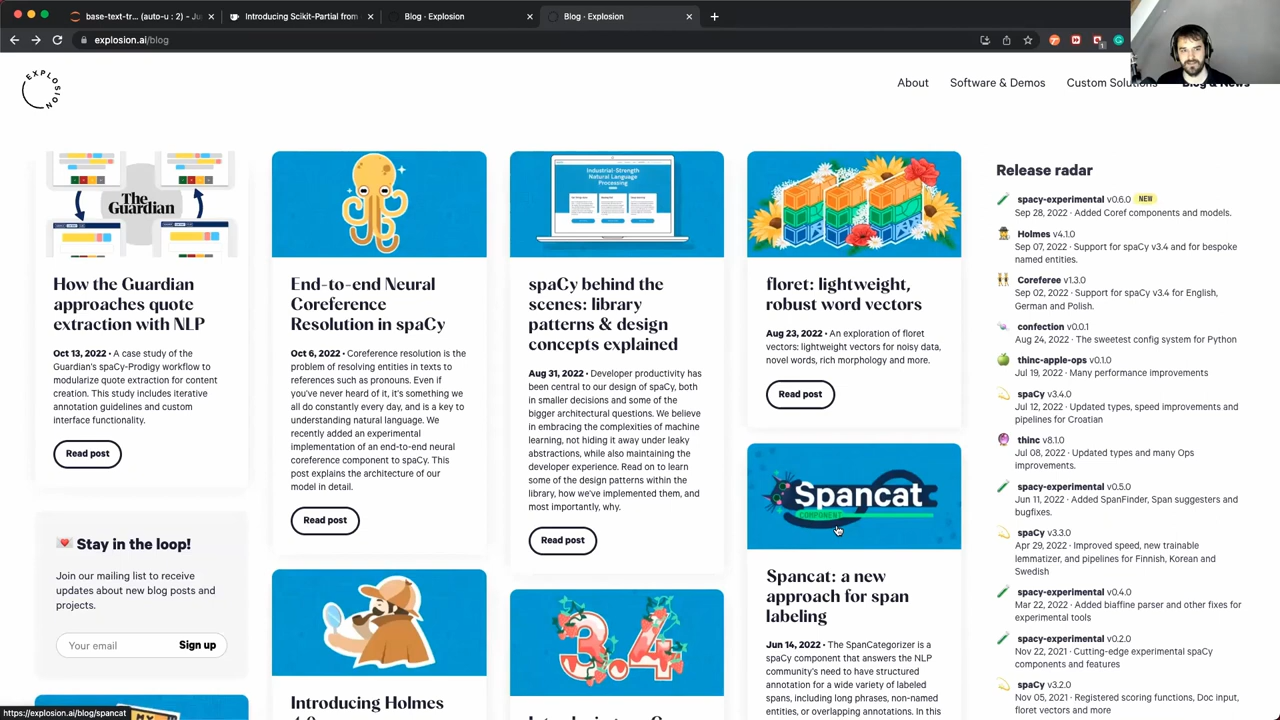 base-text-tr... (auto-u : 2) - Ju
Introducing Scikit-Partial from
Blog · Explosion
Blog · Explosion
explosion.ai/blog
EXPLOSION
About
Software & Demos
Custom Solutions
Blog & News
The
Guardian
How the Guardian
approaches quote
extraction with NLP
Oct 13, 2022 · A case study of the
Guardian's spaCy-Prodigy workflow to
modularize quote extraction for content
creation. This study includes iterative
annotation guidelines and custom
interface functionality.
Read post
💌 Stay in the loop!
Join our mailing list to receive
updates about new blog posts and
projects.
Your email
Sign up
End-to-end Neural
Coreference
Resolution in spaCy
Oct 6, 2022 · Coreference resolution is the
problem of resolving entities in texts to
references such as pronouns. Even if
you've never heard of it, it's something we
all do constantly every day, and is a key to
understanding natural language. We
recently added an experimental
implementation of an end-to-end neural
coreference component to spaCy. This
post explains the architecture of our
model in detail.
Read post
Introducing Holmes
Industrial-Strength
Natural Language
Processing
spaCy behind the
scenes: library
patterns & design
concepts explained
Aug 31, 2022 · Developer productivity has
been central to our design of spaCy, both
in smaller decisions and some of the
bigger architectural questions. We believe
in embracing the complexities of machine
learning, not hiding it away under leaky
abstractions, while also maintaining the
developer experience. Read on to learn
some of the design patterns within the
library, how we've implemented them, and
most importantly, why.
Read post
3.4
floret: lightweight,
robust word vectors
Aug 23, 2022 · An exploration of floret
vectors: lightweight vectors for noisy data,
novel words, rich morphology and more.
Read post
Spancat
COMPONENT
Spancat: a new
approach for span
labeling
Jun 14, 2022 · The SpanCategorizer is a
spaCy component that answers the NLP
community's need to have structured
annotation for a wide variety of labeled
spans, including long phrases, non-named
entities, or overlapping annotations. In this
Release radar
spacy-experimental v0.6.0 NEW
Sep 28, 2022 · Added Coref components and models.
Holmes v4.1.0
Sep 07, 2022 · Support for spaCy v3.4 and for bespoke
named entities.
Coreferee v1.3.0
Sep 02, 2022 · Support for spaCy v3.4 for English,
German and Polish.
confection v0.0.1
Aug 24, 2022 · The sweetest config system for Python
thinc-apple-ops v0.1.0
Jul 19, 2022 · Many performance improvements
spaCy v3.4.0
Jul 12, 2022 · Updated types, speed improvements and
pipelines for Croatian
thinc v8.1.0
Jul 08, 2022 · Updated types and many Ops
improvements.
spacy-experimental v0.5.0
Jun 11, 2022 · Added SpanFinder, Span suggesters and
bugfixes.
spaCy v3.3.0
Apr 29, 2022 · Improved speed, new trainable
lemmatizer, and pipelines for Finnish, Korean and
Swedish
spacy-experimental v0.4.0
Mar 22, 2022 · Added biaffine parser and other fixes for
experimental tools
spacy-experimental v0.2.0
Nov 22, 2021 · Cutting-edge experimental spaCy
components and features
spaCy v3.2.0
Nov 05, 2021 · Registered scoring functions, Doc input,
floret vectors and more
https://explosion.ai/blog/spancat